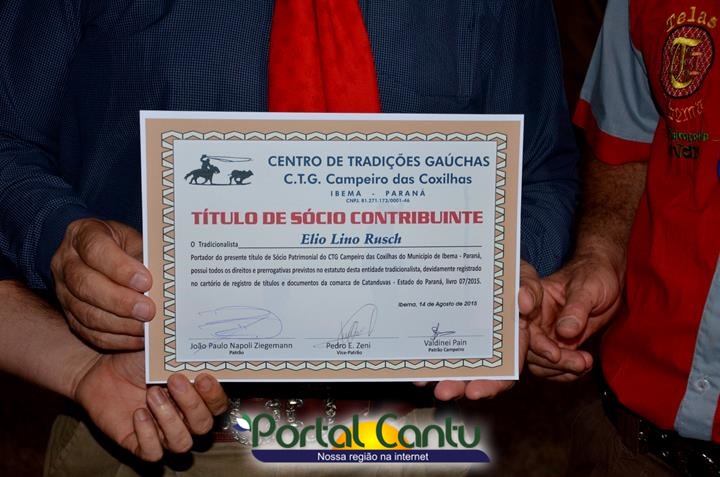 CENTRO DE TRADIÇÕES GAÚCHAS
C.T.G. Campeiro das Coxilhas
IBEMA - PARANÁ
CNPJ. 81.271.173/0001-46
TÍTULO DE SÓCIO CONTRIBUINTE
O Tradicionalista Elio Lino Rusch
Portador do presente título de Sócio Patrimonial do CTG Campeiro das Coxilhas do Município de Ibema - Paraná,
possui todos os direitos e prerrogativas previstos no estatuto desta entidade tradicionalista, devidamente registrado
no cartório de registro de títulos e documentos da comarca de Catanduvas - Estado do Paraná, livro 07/2015.
Ibema, 14 de Agosto de 2015
João Paulo Napoli Ziegemann
Patrão
Pedro E. Zeni
Vice-Patrão
Valdinei Pain
Patrão Campeiro
Telas
Ibema
Portal Cantu
Nossa região na internet